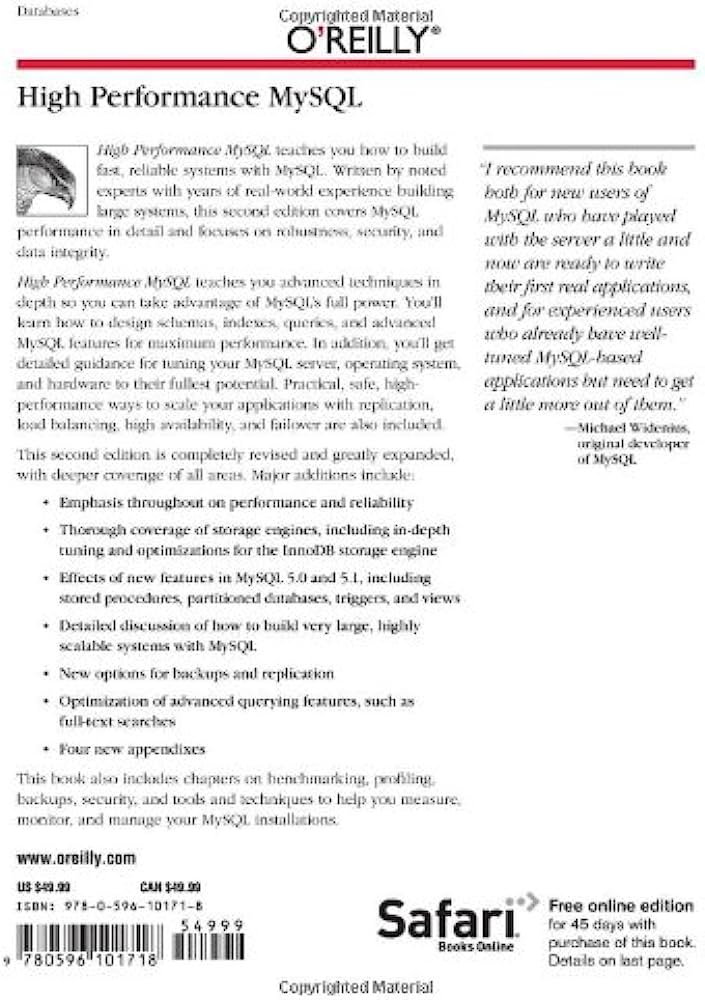 Databases
Copyrighted Material
O'REILLY®
High Performance MySQL
High Performance MySQL teaches you how to build
fast, reliable systems with MySQL. Written by noted
experts with years of real-world experience building
large systems, this second edition covers MySQL
performance in detail and focuses on robustness, security, and
data integrity.
High Performance MySQL teaches you advanced techniques in
depth so you can take advantage of MySQL's full power. You'll
learn how to design schemas, indexes, queries, and advanced
MySQL features for maximum performance. In addition, you'll get
detailed guidance for tuning your MySQL server, operating system,
and hardware to their fullest potential. Practical, safe, high-
performance ways to scale your applications with replication,
load balancing, high availability, and failover are also included.
This second edition is completely revised and greatly expanded,
with deeper coverage of all areas. Major additions include:
• Emphasis throughout on performance and reliability
• Thorough coverage of storage engines, including in-depth
tuning and optimizations for the InnoDB storage engine
• Effects of new features in MySQL 5.0 and 5.1, including
stored procedures, partitioned databases, triggers, and views
• Detailed discussion of how to build very large, highly
scalable systems with MySQL
• New options for backups and replication
• Optimization of advanced querying features, such as
full-text searches
• Four new appendixes
This book also includes chapters on benchmarking, profiling,
backups, security, and tools and techniques to help you measure,
monitor, and manage your MySQL installations.
"I recommend this book
both for new users of
MySQL who have played
with the server a little and
now are ready to write
their first real applications,
and for experienced users
who already have well-
tuned MySQL-based
applications but need to get
a little more out of them."
—Michael Widenius,
original developer
of MySQL
www.oreilly.com
US $49.99 CAN $49.99
ISBN: 978-0-596-10171-8
54999
9 780596 101718
Safari
Books Online
Free online edition
for 45 days with
purchase of this book.
Details on last page.
Copyrighted Material